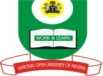 WORK & LEARN
NATIONAL OPEN UNIVERSITY OF NIGERIA